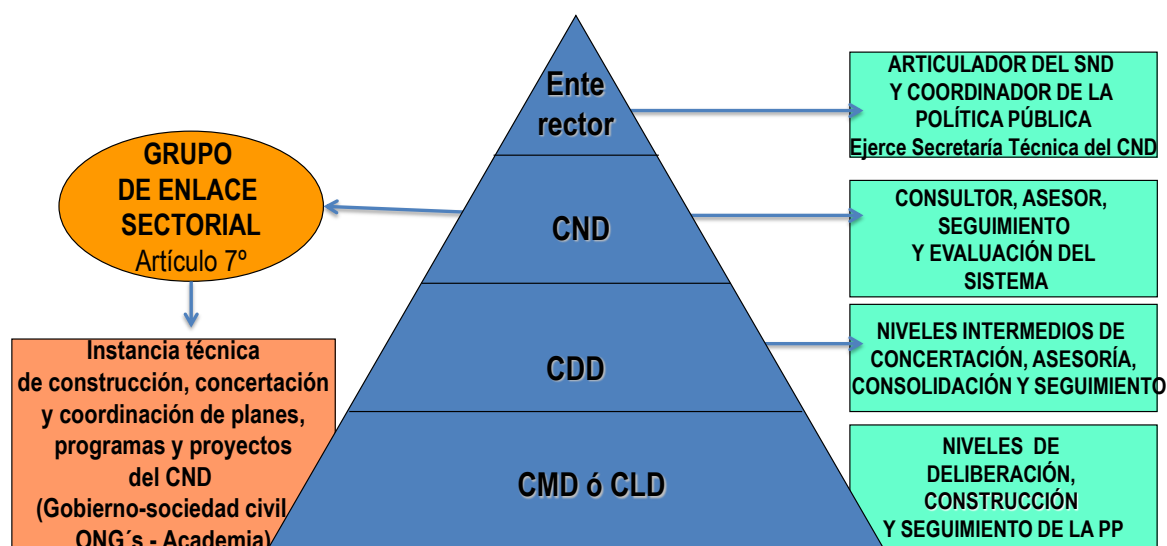 Ente
rector
ARTICULADOR DEL SND
Y COORDINADOR DE LA
POLÍTICA PÚBLICA
Ejerce Secretaría Técnica del CND
GRUPO
DE ENLACE
SECTORIAL
Artículo 7º
CND
CONSULTOR, ASESOR,
SEGUIMIENTO
Y EVALUACIÓN DEL
SISTEMA
Instancia técnica
de construcción, concertación
y coordinación de planes,
programas y proyectos
del CND
(Gobierno-sociedad civil
ONG´s - Academia)
CDD
NIVELES INTERMEDIOS DE
CONCERTACIÓN, ASESORÍA,
CONSOLIDACIÓN Y SEGUIMIENTO
CMD ó CLD
NIVELES DE
DELIBERACIÓN,
CONSTRUCCIÓN
Y SEGUIMIENTO DE LA PP